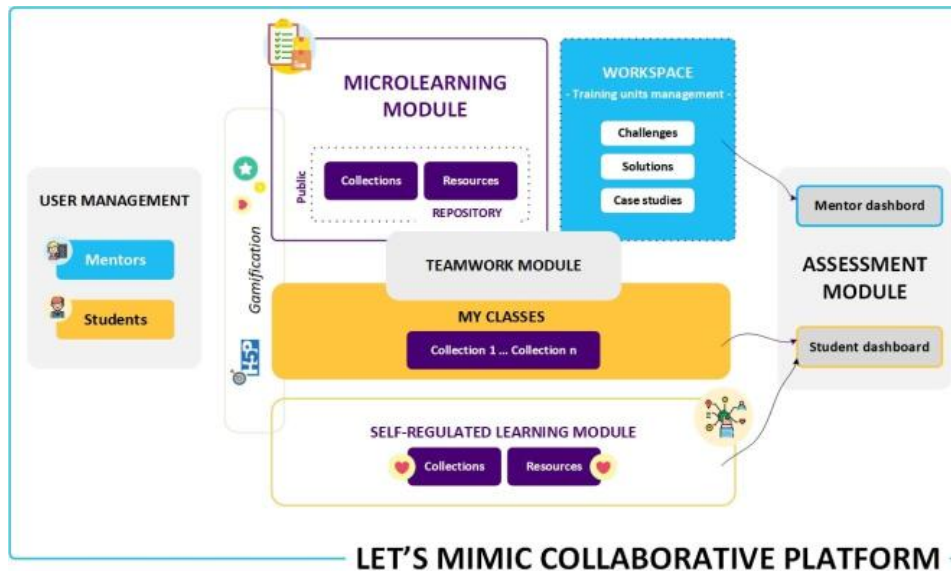 MICROLEARNING
MODULE
Public
Collections
Resources
REPOSITORY
WORKSPACE
- Training units management -
Challenges
Solutions
Case studies
USER MANAGEMENT
Mentors
Students
Gamification
H5P
TEAMWORK MODULE
MY CLASSES
Collection 1 ... Collection n
SELF-REGULATED LEARNING MODULE
Collections
Resources
Mentor dashbord
ASSESSMENT
MODULE
Student dashboard
LET'S MIMIC COLLABORATIVE PLATFORM